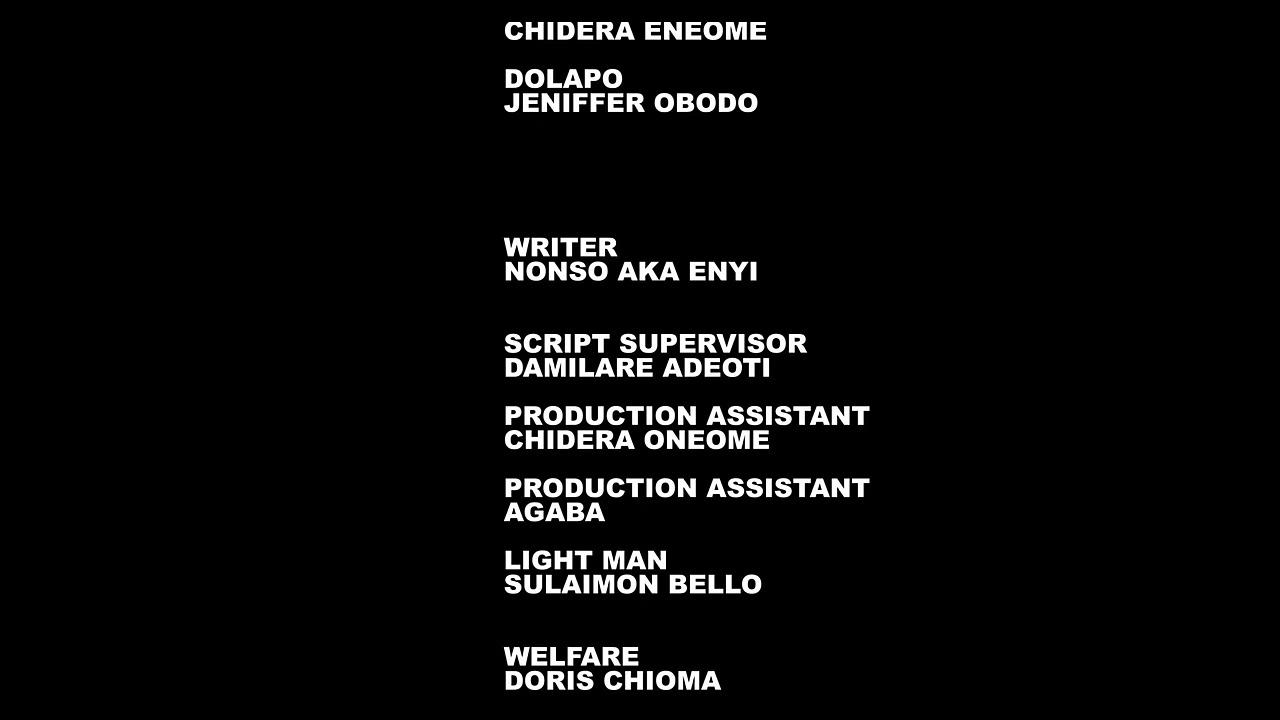 CHIDERA ENEOME
DOLAPO
JENIFFER OBODO
WRITER
NONSO AKA ENYI
SCRIPT SUPERVISOR
DAMILARE ADEOTI
PRODUCTION ASSISTANT
CHIDERA ONEOME
PRODUCTION ASSISTANT
AGABA
LIGHT MAN
SULAIMON BELLO
WELFARE
DORIS CHIOMA